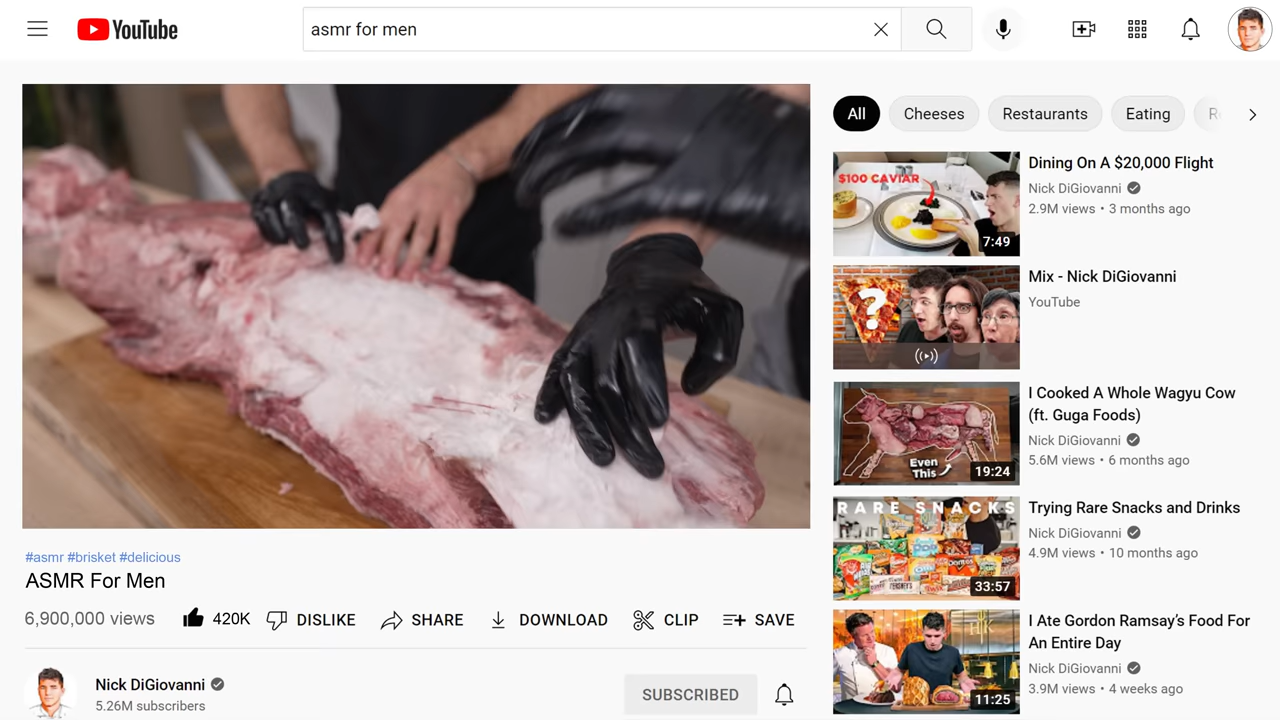 YouTube
asmr for men
All
Cheeses
Restaurants
Eating
$100 CAVIAR
7:49
Dining On A $20,000 Flight
Nick DiGiovanni
2.9M views • 3 months ago
?
Mix - Nick DiGiovanni
YouTube
Even
This
19:24
I Cooked A Whole Wagyu Cow
(ft. Guga Foods)
Nick DiGiovanni
5.6M views • 6 months ago
RARE SNACKS
33:57
Trying Rare Snacks and Drinks
Nick DiGiovanni
4.9M views • 10 months ago
11:25
I Ate Gordon Ramsay’s Food For
An Entire Day
Nick DiGiovanni
3.9M views • 4 weeks ago
#asmr #brisket #delicious
ASMR For Men
6,900,000 views
420K
DISLIKE
SHARE
DOWNLOAD
CLIP
SAVE
Nick DiGiovanni
5.26M subscribers
SUBSCRIBED